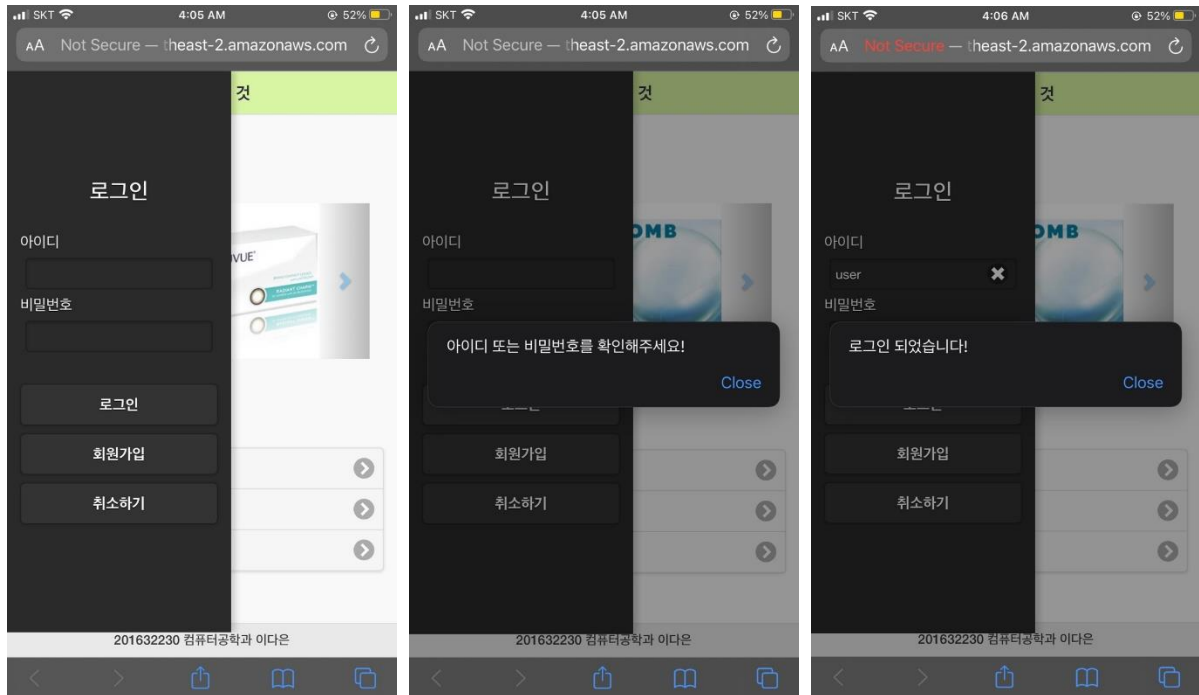 SKT 4:05 AM 52%
AA Not Secure — theast-2.amazonaws.com
것
로그인
아이디
VUE
비밀번호
로그인
회원가입
취소하기
201632230 컴퓨터공학과 이다은
SKT 4:05 AM 52%
AA Not Secure — theast-2.amazonaws.com
것
로그인
OMB
아이디
비밀번호
아이디 또는 비밀번호를 확인해주세요!
Close
회원가입
취소하기
201632230 컴퓨터공학과 이다은
SKT 4:06 AM 52%
AA Not Secure — theast-2.amazonaws.com
것
로그인
OMB
아이디
user
비밀번호
로그인 되었습니다!
Close
회원가입
취소하기
201632230 컴퓨터공학과 이다은